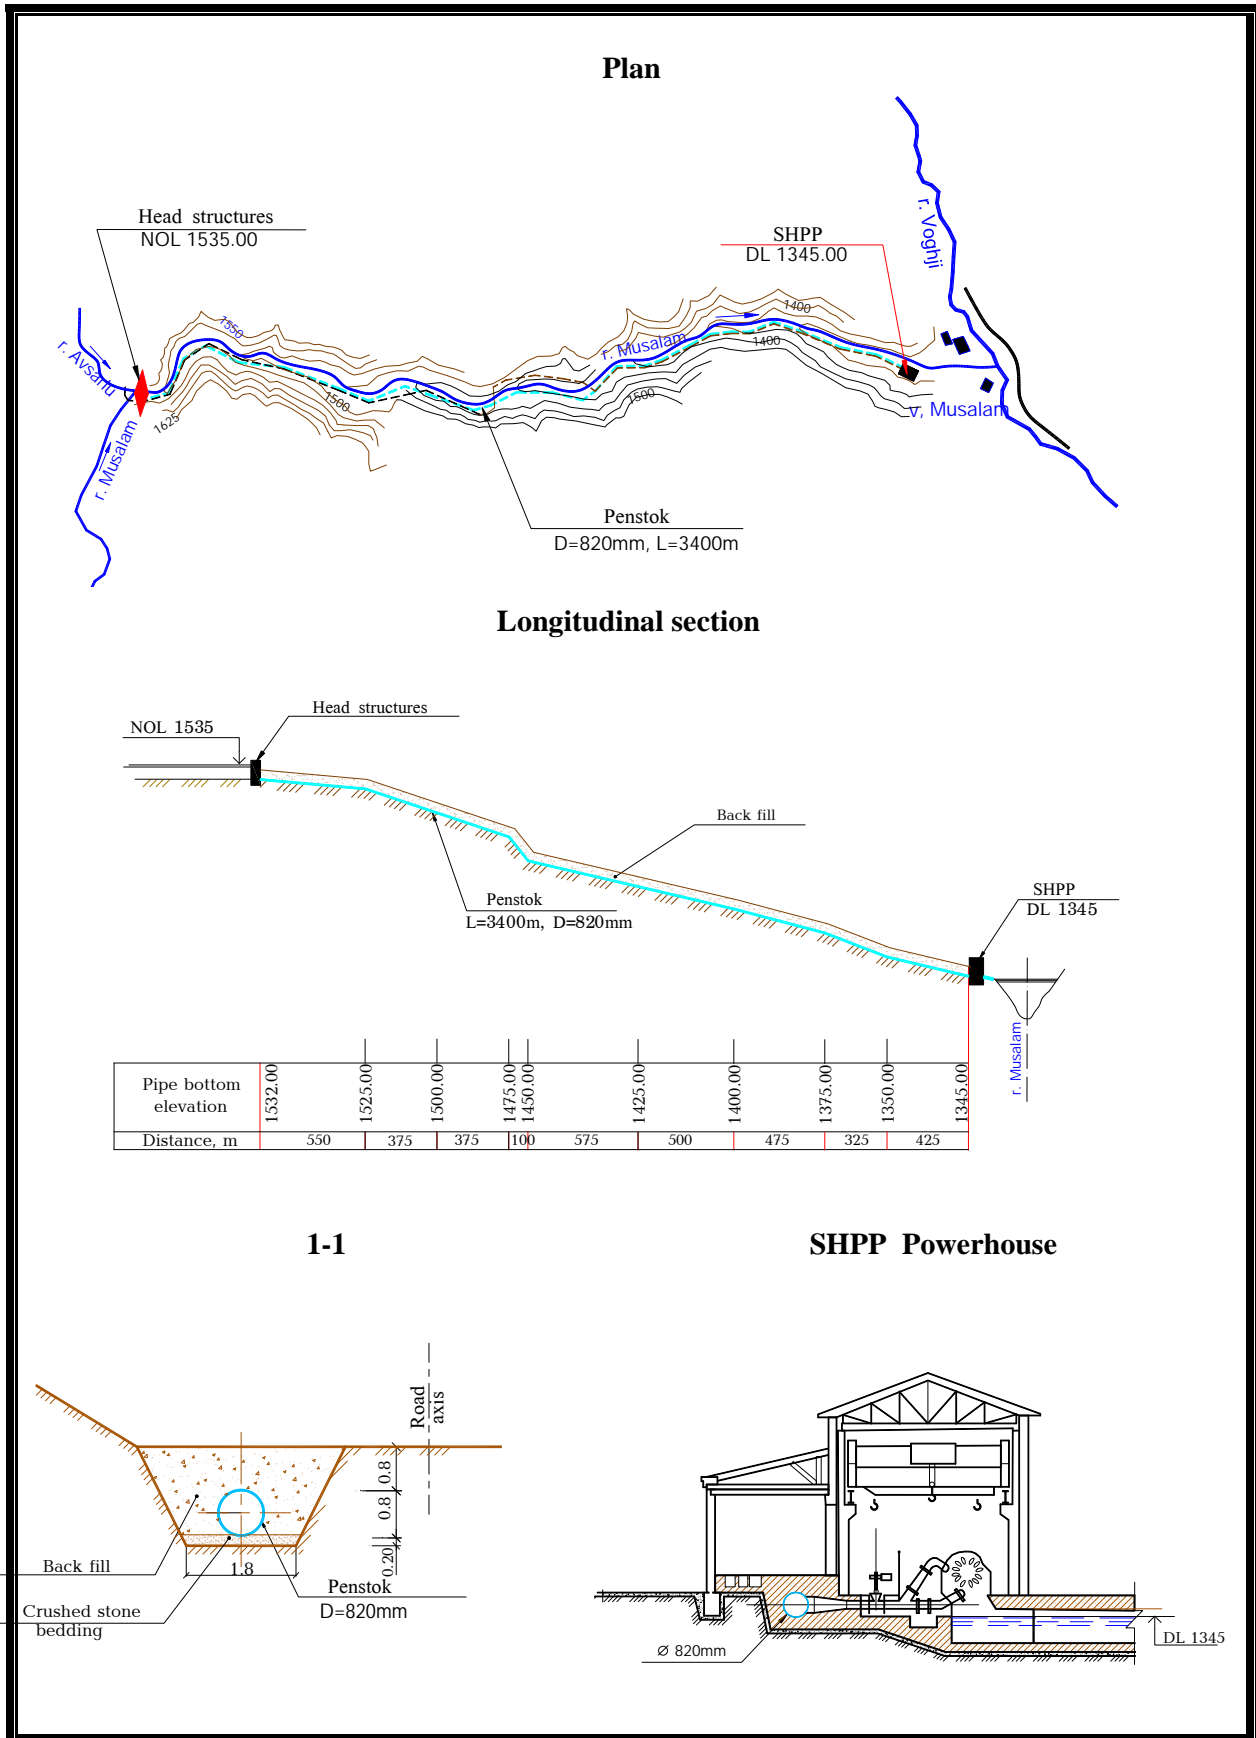 Plan
Head structures
NOL 1535.00
SHPP
DL 1345.00
r. Voghji
1550
1400
r. Musalam
1400
r. Avsarlu
1500
1500
1625
v, Musalam
r. Musalam
Penstok
D=820mm, L=3400m
Longitudinal section
Head structures
NOL 1535
Back fill
SHPP
DL 1345
Penstok
L=3400m, D=820mm
r. Musalam
Pipe bottom
elevation
1532.00 1525.00 1500.00 1475.00 1450.00 1425.00 1400.00 1375.00 1350.00 1345.00
Distance, m 550 375 375 100 575 500 475 325 425
1-1
SHPP Powerhouse
Road
axis
0.8
0.8
0.20
1.8
Back fill
Penstok
D=820mm
Crushed stone
bedding
Ø 820mm
DL 1345